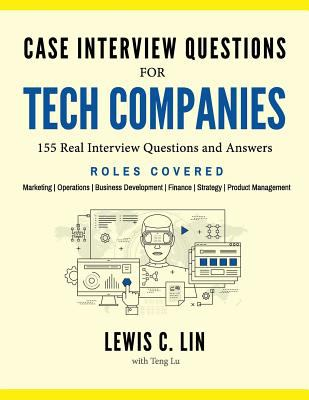 CASE INTERVIEW QUESTIONS
FOR
TECH COMPANIES
155 Real Interview Questions and Answers
ROLES COVERED
Marketing | Operations | Business Development | Finance | Strategy | Product Management
LEWIS C. LIN
with Teng Lu